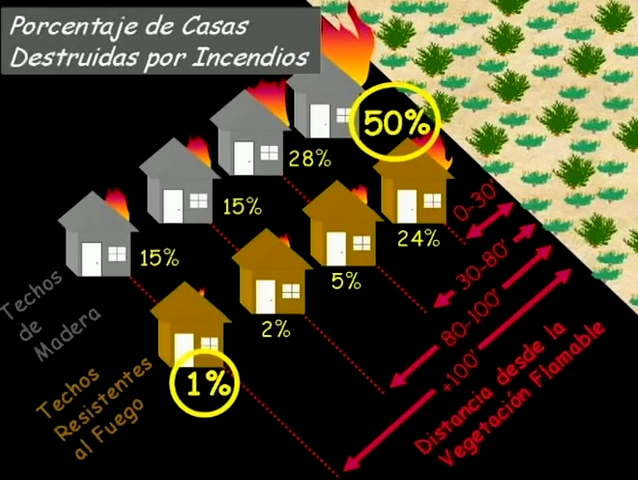 Porcentaje de Casas
Destruidas por Incendios
50%
28%
15%
15%
24%
5%
2%
1%
0-30'
30-80'
80-100'
+100'
Techos
de
Madera
Techos
Resistentes
al Fuego
Distancia desde la
Vegetación Flamable